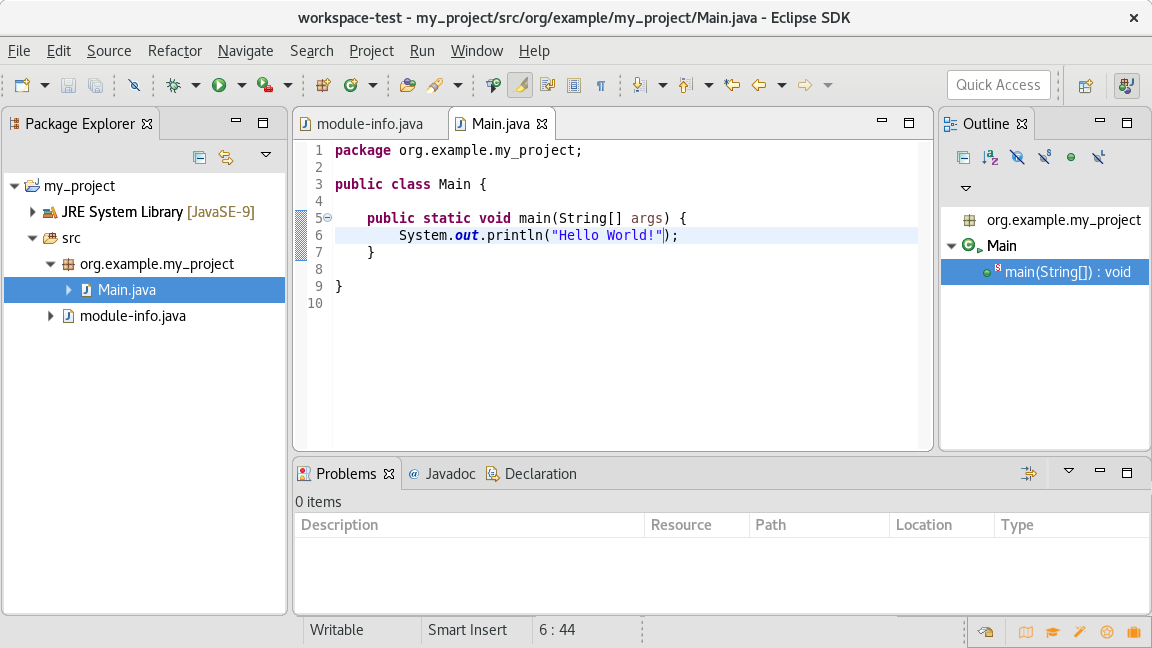 workspace-test - my_project/src/org/example/my_project/Main.java - Eclipse SDK
File Edit Source Refactor Navigate Search Project Run Window Help
Quick Access
Package Explorer
my_project
JRE System Library [JavaSE-9]
src
org.example.my_project
Main.java
module-info.java
module-info.java Main.java
1 package org.example.my_project;
2
3 public class Main {
4
5 public static void main(String[] args) {
6 System.out.println("Hello World!");
7 }
8
9 }
10
Outline
org.example.my_project
Main
main(String[]) : void
Problems @ Javadoc Declaration
0 items
Description Resource Path Location Type
Writable Smart Insert 6 : 44